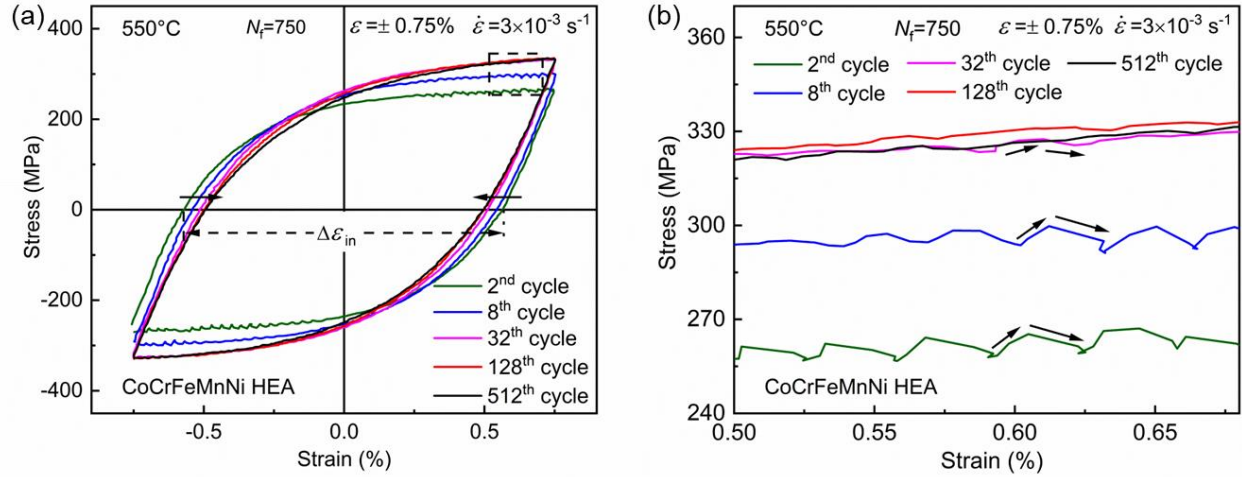 (a)
550°C N_f=750 ε=± 0.75% ε̇=3×10⁻³ s⁻¹
400
200
0
-200
-400
Stress (MPa)
Δε_in
2nd cycle
8th cycle
32th cycle
128th cycle
512th cycle
CoCrFeMnNi HEA
-0.5 0.0 0.5
Strain (%)
(b)
550°C N_f=750 ε=± 0.75% ε̇=3×10⁻³ s⁻¹
2nd cycle 32th cycle 512th cycle
8th cycle 128th cycle
360
330
300
270
240
Stress (MPa)
CoCrFeMnNi HEA
0.50 0.55 0.60 0.65
Strain (%)